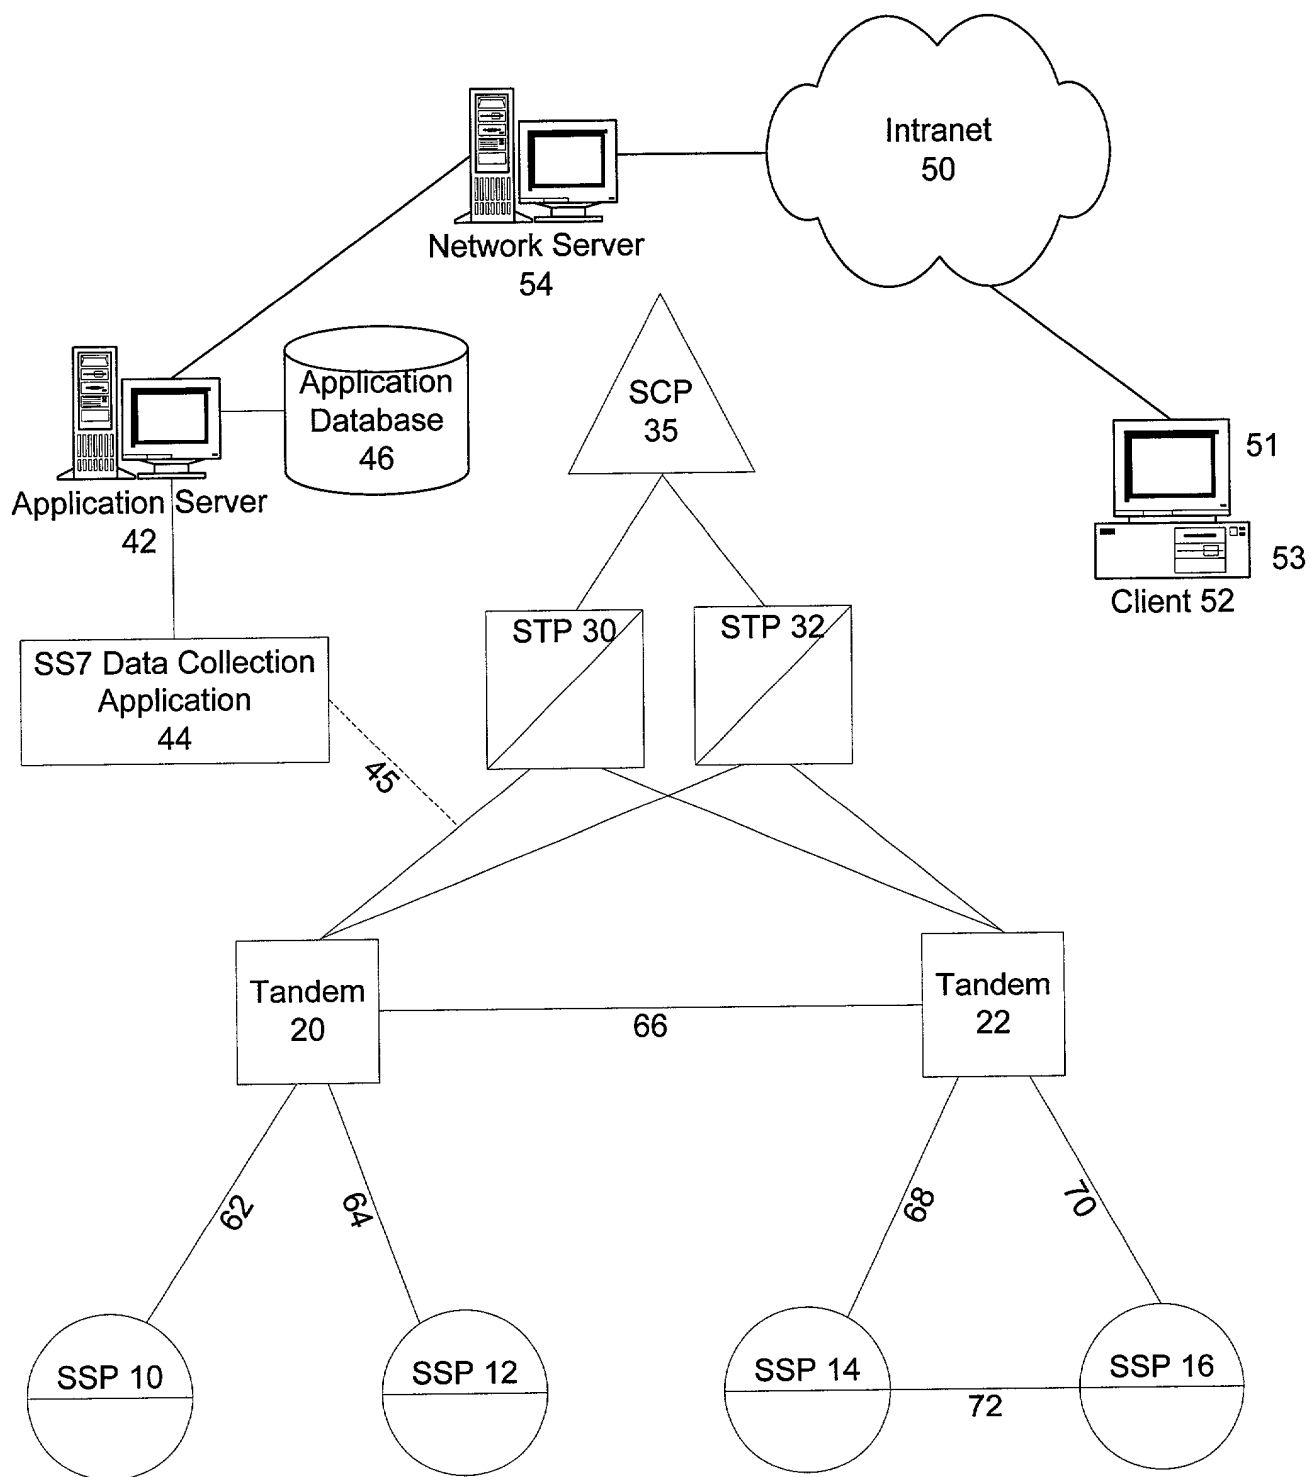 Intranet
50
Network Server
54
Application
Database
46
SCP
35
51
53
Client 52
Application Server
42
STP 30
STP 32
SS7 Data Collection
Application
44
45
Tandem
20
Tandem
22
66
62
64
68
70
SSP 10
SSP 12
SSP 14
SSP 16
72